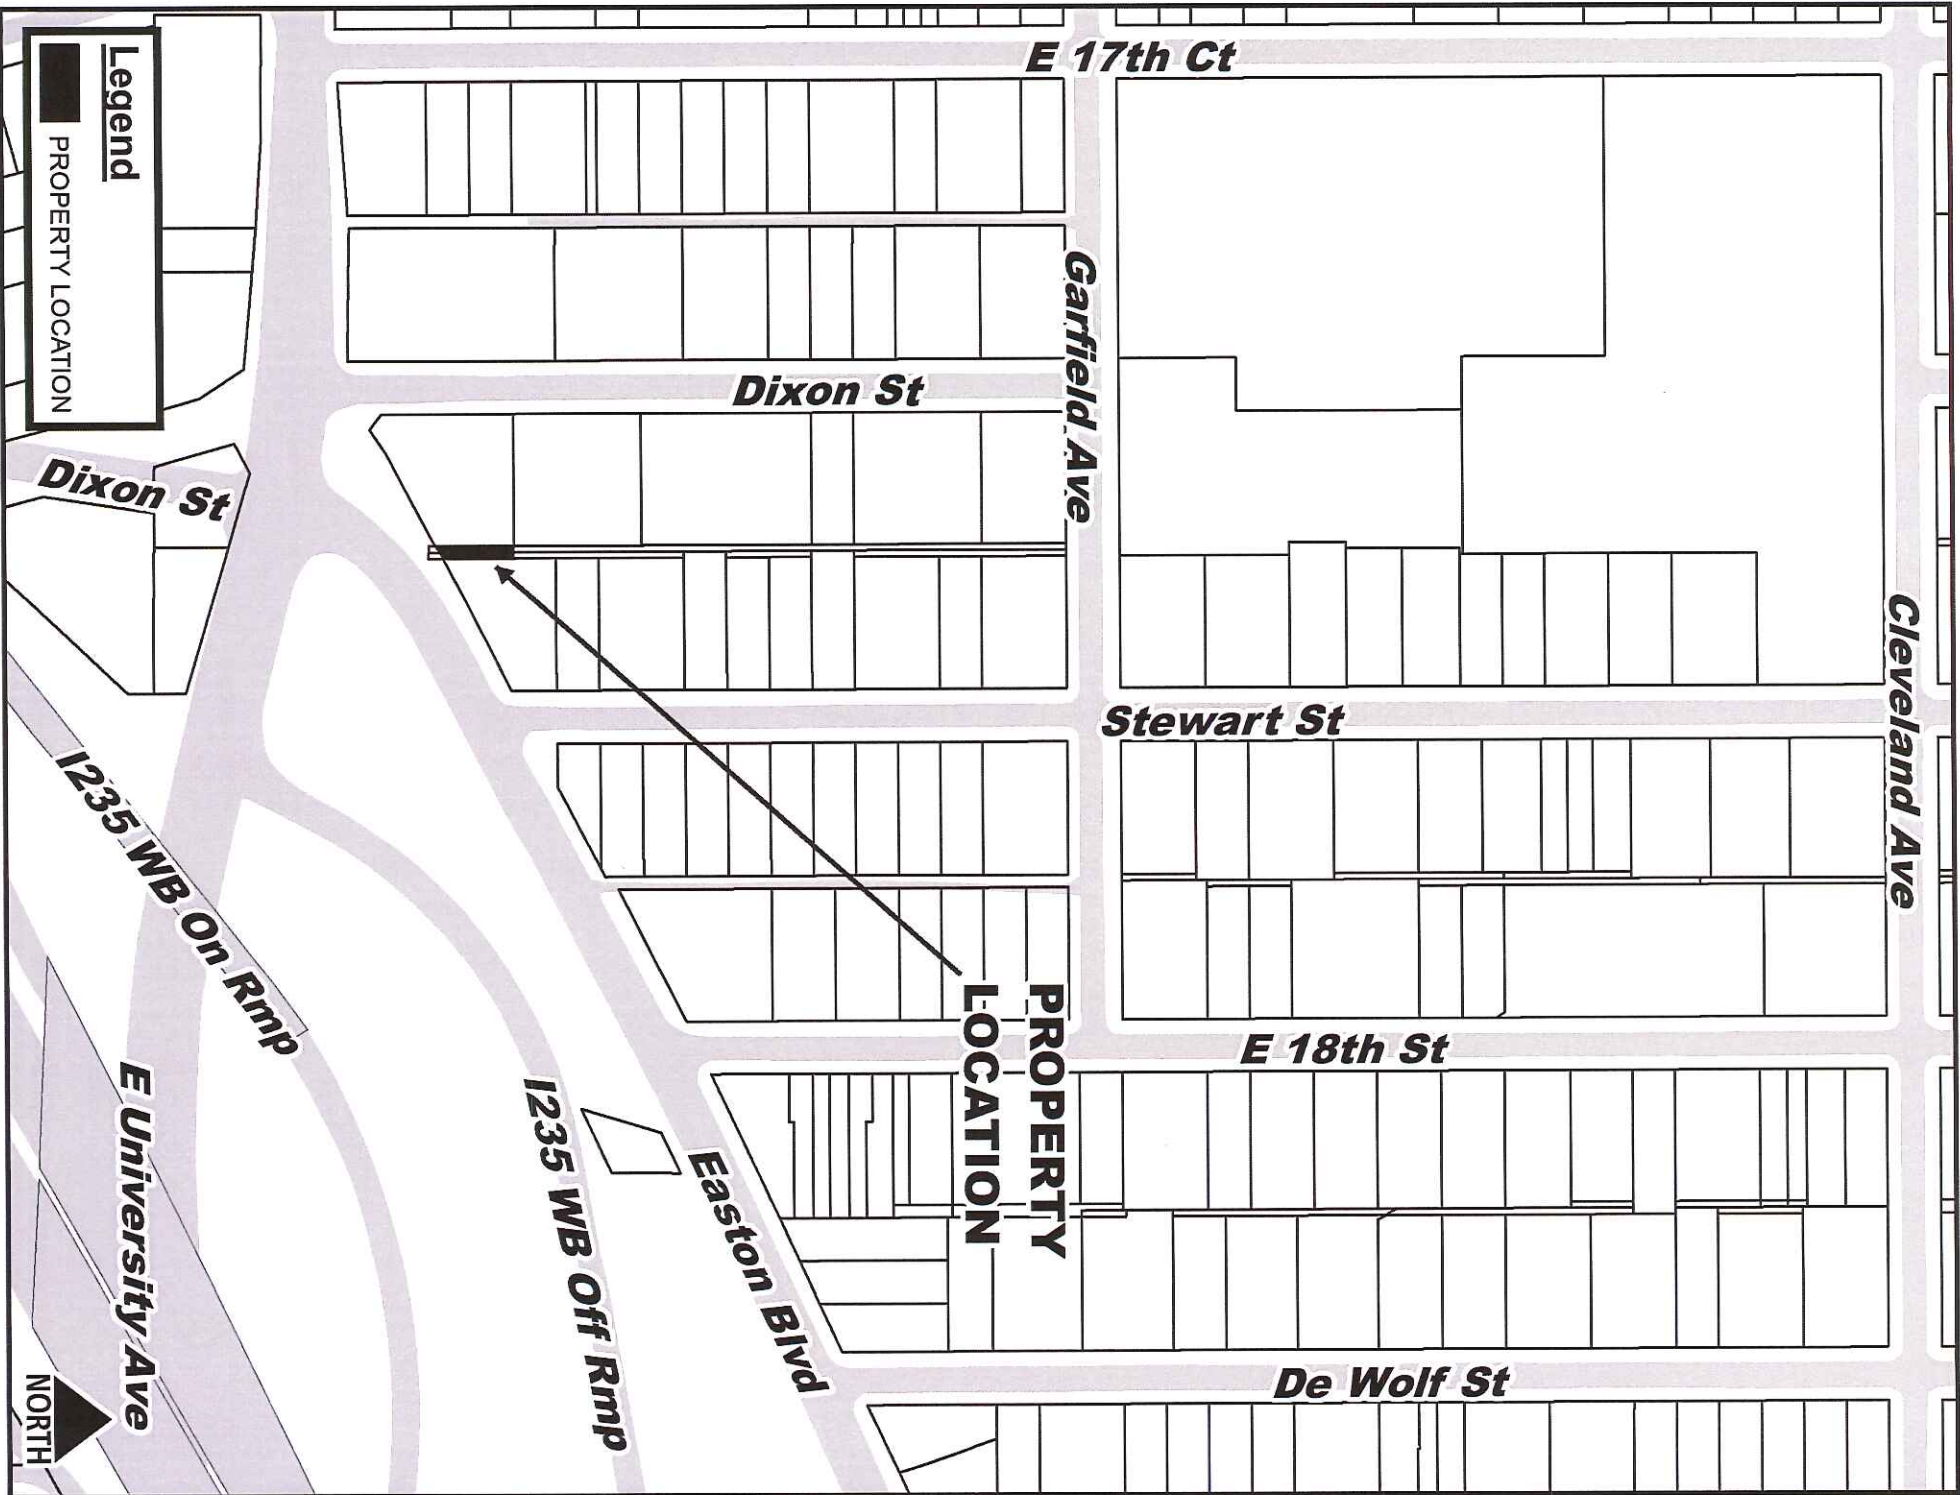 E 17th Ct
Legend
PROPERTY LOCATION
Garfield Ave
Dixon St
Dixon St
Cleveland Ave
Stewart St
I235 WB On Rmp
PROPERTY
LOCATION
E 18th St
E University Ave
I235 WB Off Rmp
Easton Blvd
De Wolf St
NORTH